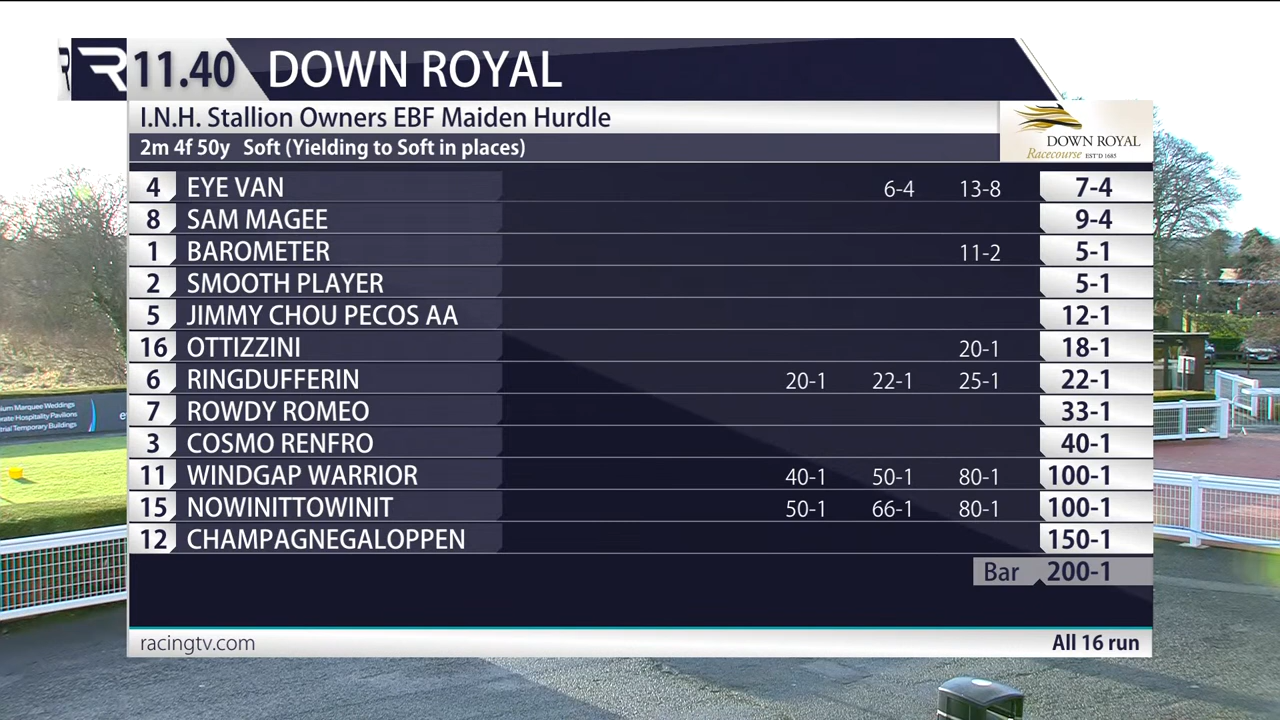 R 11.40 DOWN ROYAL
I.N.H. Stallion Owners EBF Maiden Hurdle
2m 4f 50y Soft (Yielding to Soft in places)
DOWN ROYAL
Racecourse EST'D 1685
4 EYE VAN 6-4 13-8 7-4
8 SAM MAGEE 9-4
1 BAROMETER 11-2 5-1
2 SMOOTH PLAYER 5-1
5 JIMMY CHOU PECOS AA 12-1
16 OTTIZZINI 20-1 18-1
6 RINGDUFFERIN 20-1 22-1 25-1 22-1
7 ROWDY ROMEO 33-1
3 COSMO RENFRO 40-1
11 WINDGAP WARRIOR 40-1 50-1 80-1 100-1
15 NOWINITTOWINIT 50-1 66-1 80-1 100-1
12 CHAMPAGNEGALOPPEN 150-1
Bar 200-1
racingtv.com All 16 run
Marquee Weddings
Hospitality Pavilions
Temporary Buildings